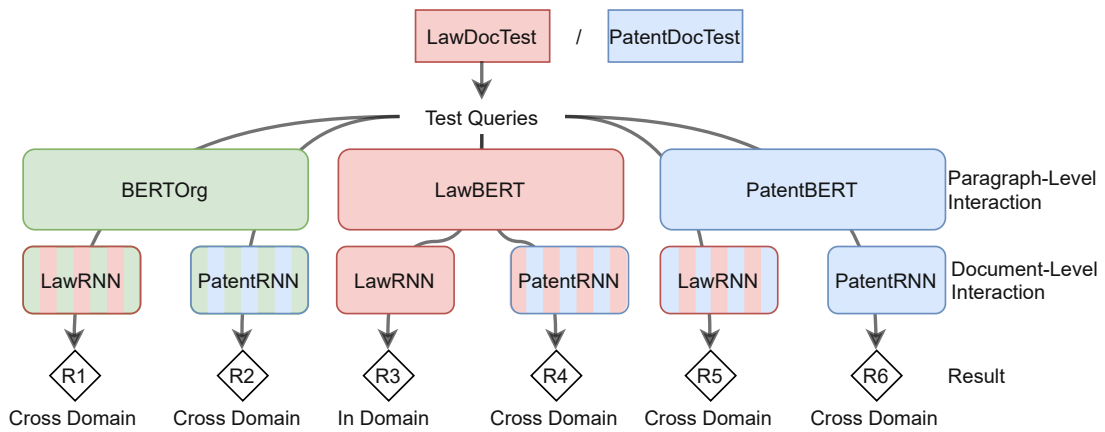 LawDocTest / PatentDocTest
Test Queries
BERTOrg LawBERT PatentBERT
Paragraph-Level
Interaction
LawRNN PatentRNN LawRNN PatentRNN LawRNN PatentRNN
Document-Level
Interaction
R1 R2 R3 R4 R5 R6 Result
Cross Domain Cross Domain In Domain Cross Domain Cross Domain Cross Domain